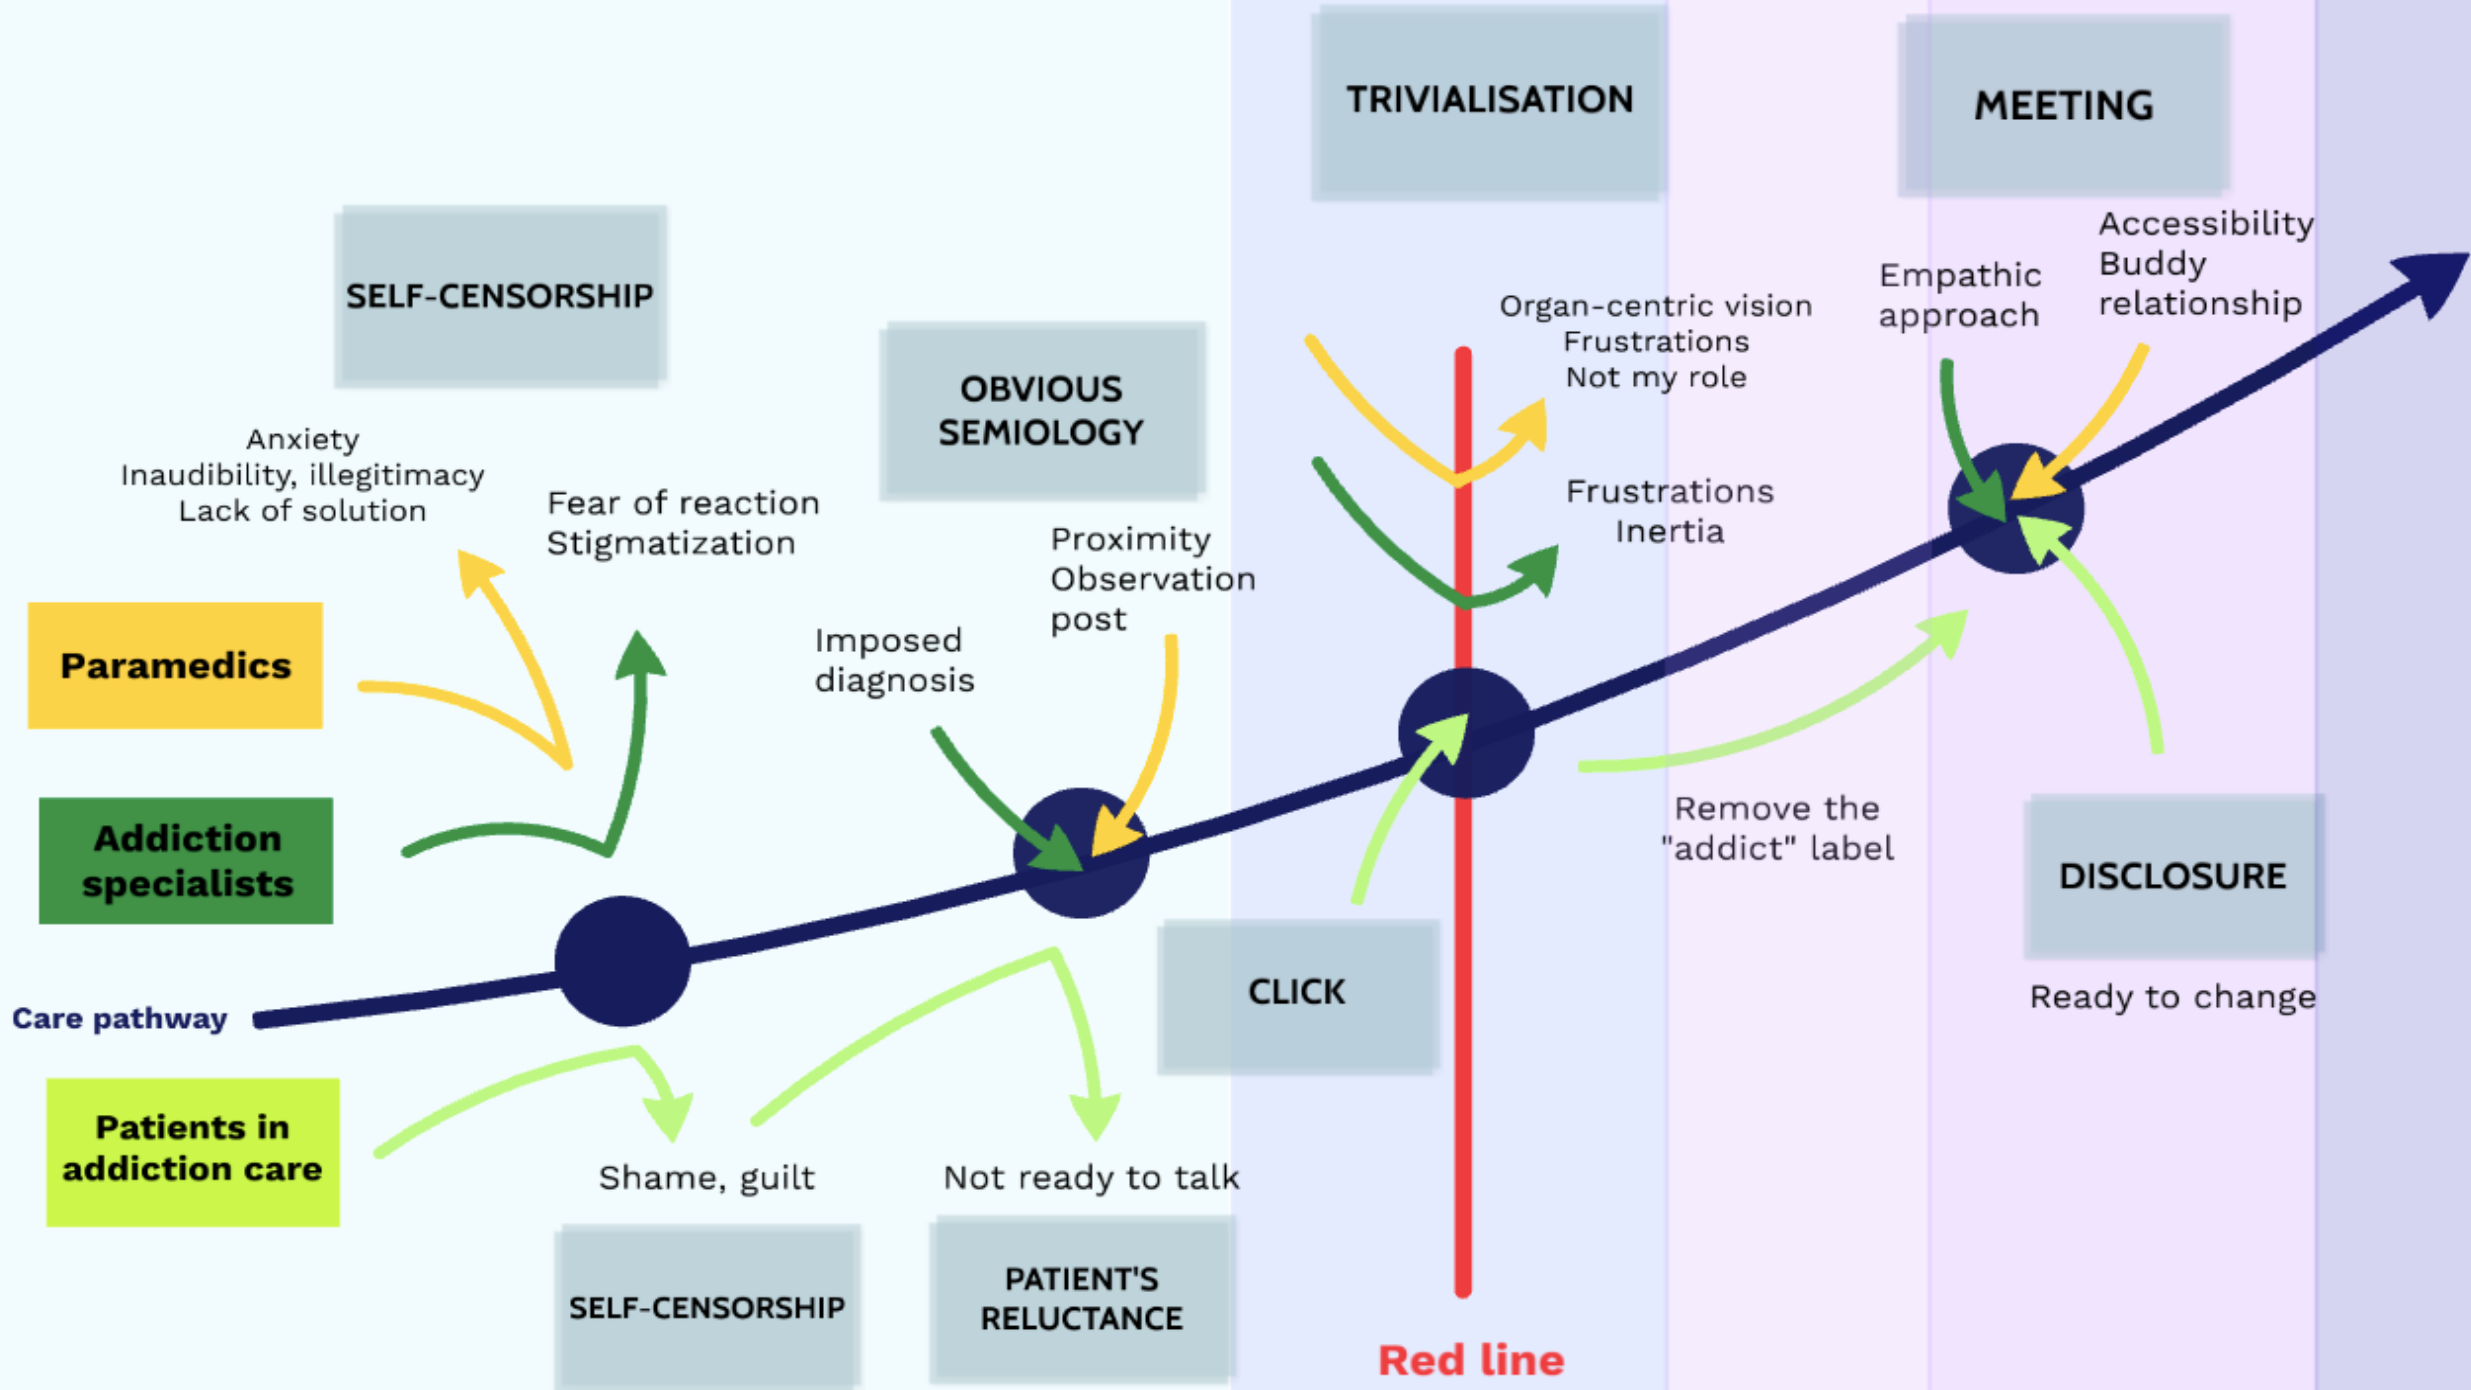 TRIVIALISATION
MEETING
SELF-CENSORSHIP
OBVIOUS
SEMIOLOGY
Accessibility
Buddy
relationship
Empathic
approach
Organ-centric vision
Frustrations
Not my role
Anxiety
Inaudibility, illegitimacy
Lack of solution
Fear of reaction
Stigmatization
Proximity
Observation
post
Frustrations
Inertia
Imposed
diagnosis
Paramedics
Addiction
specialists
Remove the
"addict" label
DISCLOSURE
Ready to change
CLICK
Care pathway
Patients in
addiction care
Shame, guilt
Not ready to talk
SELF-CENSORSHIP
PATIENT'S
RELUCTANCE
Red line